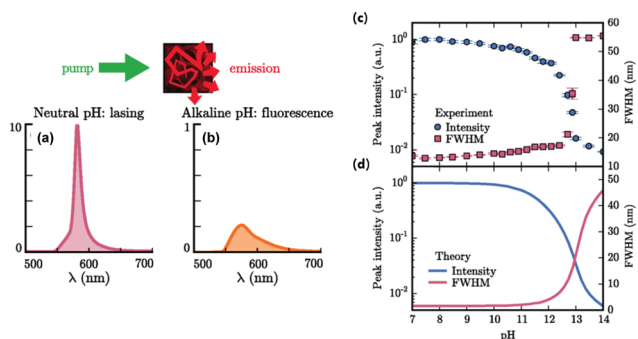 pump
emission
Neutral pH: lasing
Alkaline pH: fluorescence
(a)
10
0
500
600
700
λ (nm)
(b)
1
0
500
600
700
λ (nm)
(c)
Peak intensity (a.u.)
10⁰
10⁻¹
10⁻²
Experiment
Intensity
FWHM
FWHM (nm)
60
50
40
30
20
10
(d)
Peak intensity (a.u.)
10⁰
10⁻¹
10⁻²
Theory
Intensity
FWHM
FWHM (nm)
50
40
30
20
10
0
7
8
9
10
11
12
13
14
pH